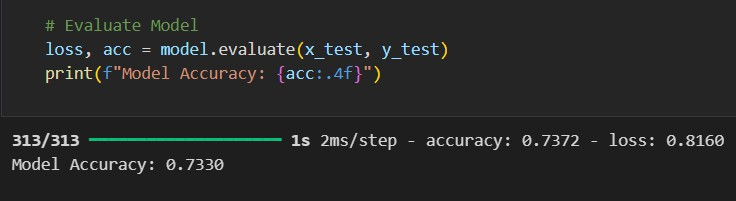 # Evaluate Model
loss, acc = model.evaluate(x_test, y_test)
print(f"Model Accuracy: {acc:.4f}")
313/313 ━━━━━━━━━━━━━━━━━━━━ 1s 2ms/step - accuracy: 0.7372 - loss: 0.8160
Model Accuracy: 0.7330